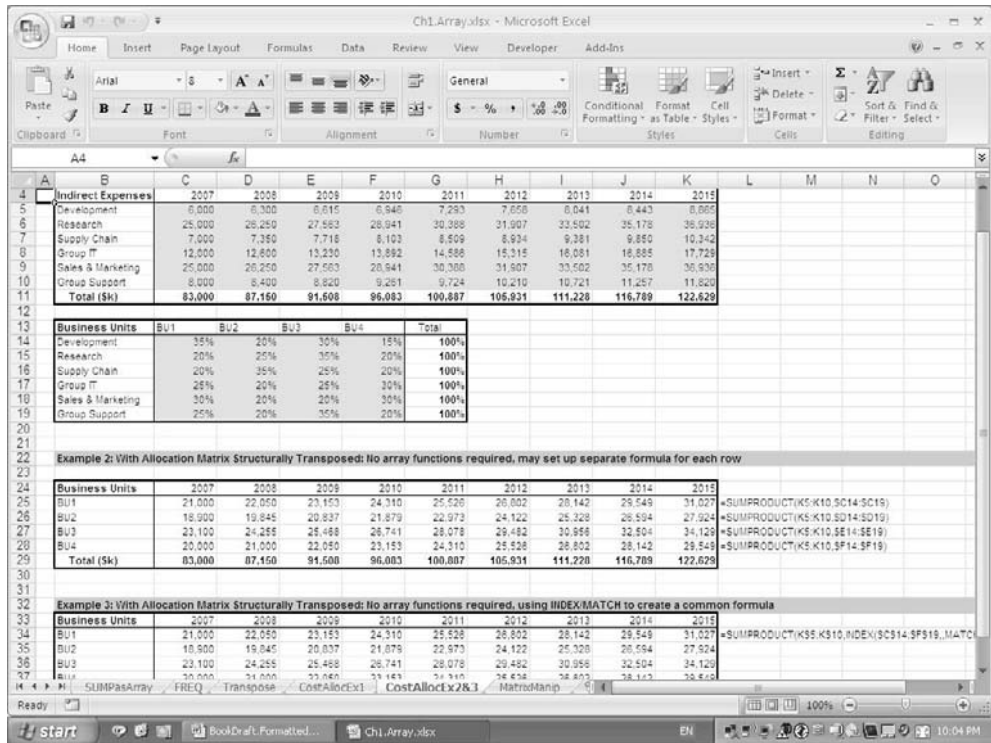 Ch1.Array.xlsx - Microsoft Excel
Home Insert Page Layout Formulas Data Review View Developer Add-Ins
Paste
Arial 8
B I U
General
$ %
Conditional Formatting
Format as Table
Cell Styles
Insert
Delete
Format
Sort & Filter
Find & Select
Clipboard Font Alignment Number Styles Cells Editing
A4 fx
A B C D E F G H I J K L M N O
4 Indirect Expenses 2007 2008 2009 2010 2011 2012 2013 2014 2015
5 Development 6,000 6,300 6,615 6,946 7,293 7,658 8,041 8,443 8,865
6 Research 25,000 26,250 27,563 28,941 30,388 31,907 33,502 35,178 36,936
7 Supply Chain 7,000 7,350 7,718 8,103 8,509 8,934 9,381 9,850 10,342
8 Group IT 12,000 12,600 13,230 13,892 14,586 15,315 16,081 16,885 17,729
9 Sales & Marketing 25,000 26,250 27,563 28,941 30,388 31,907 33,502 35,178 36,936
10 Group Support 8,000 8,400 8,820 9,261 9,724 10,210 10,721 11,257 11,820
11 Total ($k) 83,000 87,150 91,508 96,083 100,887 105,931 111,228 116,789 122,629
12
13 Business Units BU1 BU2 BU3 BU4 Total
14 Development 35% 20% 30% 15% 100%
15 Research 20% 25% 35% 20% 100%
16 Supply Chain 20% 35% 25% 20% 100%
17 Group IT 25% 20% 25% 30% 100%
18 Sales & Marketing 30% 20% 20% 30% 100%
19 Group Support 25% 20% 35% 20% 100%
20
21
22 Example 2: With Allocation Matrix Structurally Transposed: No array functions required, may set up separate formula for each row
23
24 Business Units 2007 2008 2009 2010 2011 2012 2013 2014 2015
25 BU1 21,000 22,050 23,153 24,310 25,526 26,802 28,142 29,549 31,027 =SUMPRODUCT(K5:K10,$C14:$C19)
26 BU2 18,900 19,845 20,837 21,879 22,973 24,122 25,328 26,594 27,924 =SUMPRODUCT(K5:K10,$D14:$D19)
27 BU3 23,100 24,255 25,468 26,741 28,078 29,482 30,956 32,504 34,129 =SUMPRODUCT(K5:K10,$E14:$E19)
28 BU4 20,000 21,000 22,050 23,153 24,310 25,526 26,802 28,142 29,549 =SUMPRODUCT(K5:K10,$F14:$F19)
29 Total ($k) 83,000 87,150 91,508 96,083 100,887 105,931 111,228 116,789 122,629
30
31
32 Example 3: With Allocation Matrix Structurally Transposed: No array functions required, using INDEX/MATCH to create a common formula
33 Business Units 2007 2008 2009 2010 2011 2012 2013 2014 2015
34 BU1 21,000 22,050 23,153 24,310 25,526 26,802 28,142 29,549 31,027 =SUMPRODUCT(K$5:K$10,INDEX($C$14:$F$19,,MATC
35 BU2 18,900 19,845 20,837 21,879 22,973 24,122 25,328 26,594 27,924
36 BU3 23,100 24,255 25,468 26,741 28,078 29,482 30,956 32,504 34,129
37 BU4 20,000 21,000 22,050 23,153 24,310 25,526 26,802 28,142 29,549
SUMPasArray FREQ Transpose CostAllocEx1 CostAllocEx2&3 MatrixManip
Ready 100%
start BookDraft.Formatted... Ch1.Array.xlsx EN 10:04 PM